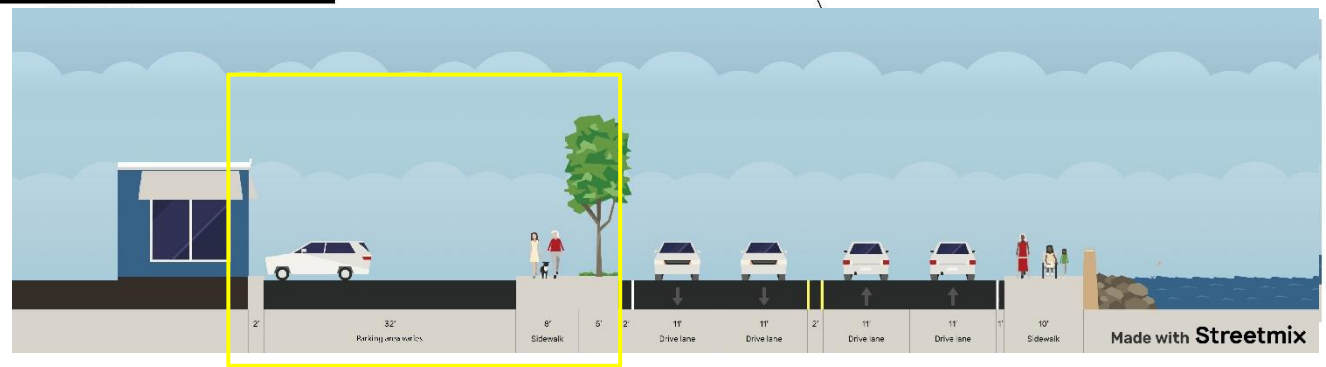 2' 32' 8' 5' 2' 11' 11' 2' 11' 11' 1' 10'
Parking area varies Sidewalk Drive lane Drive lane Drive lane Drive lane Sidewalk
Made with Streetmix